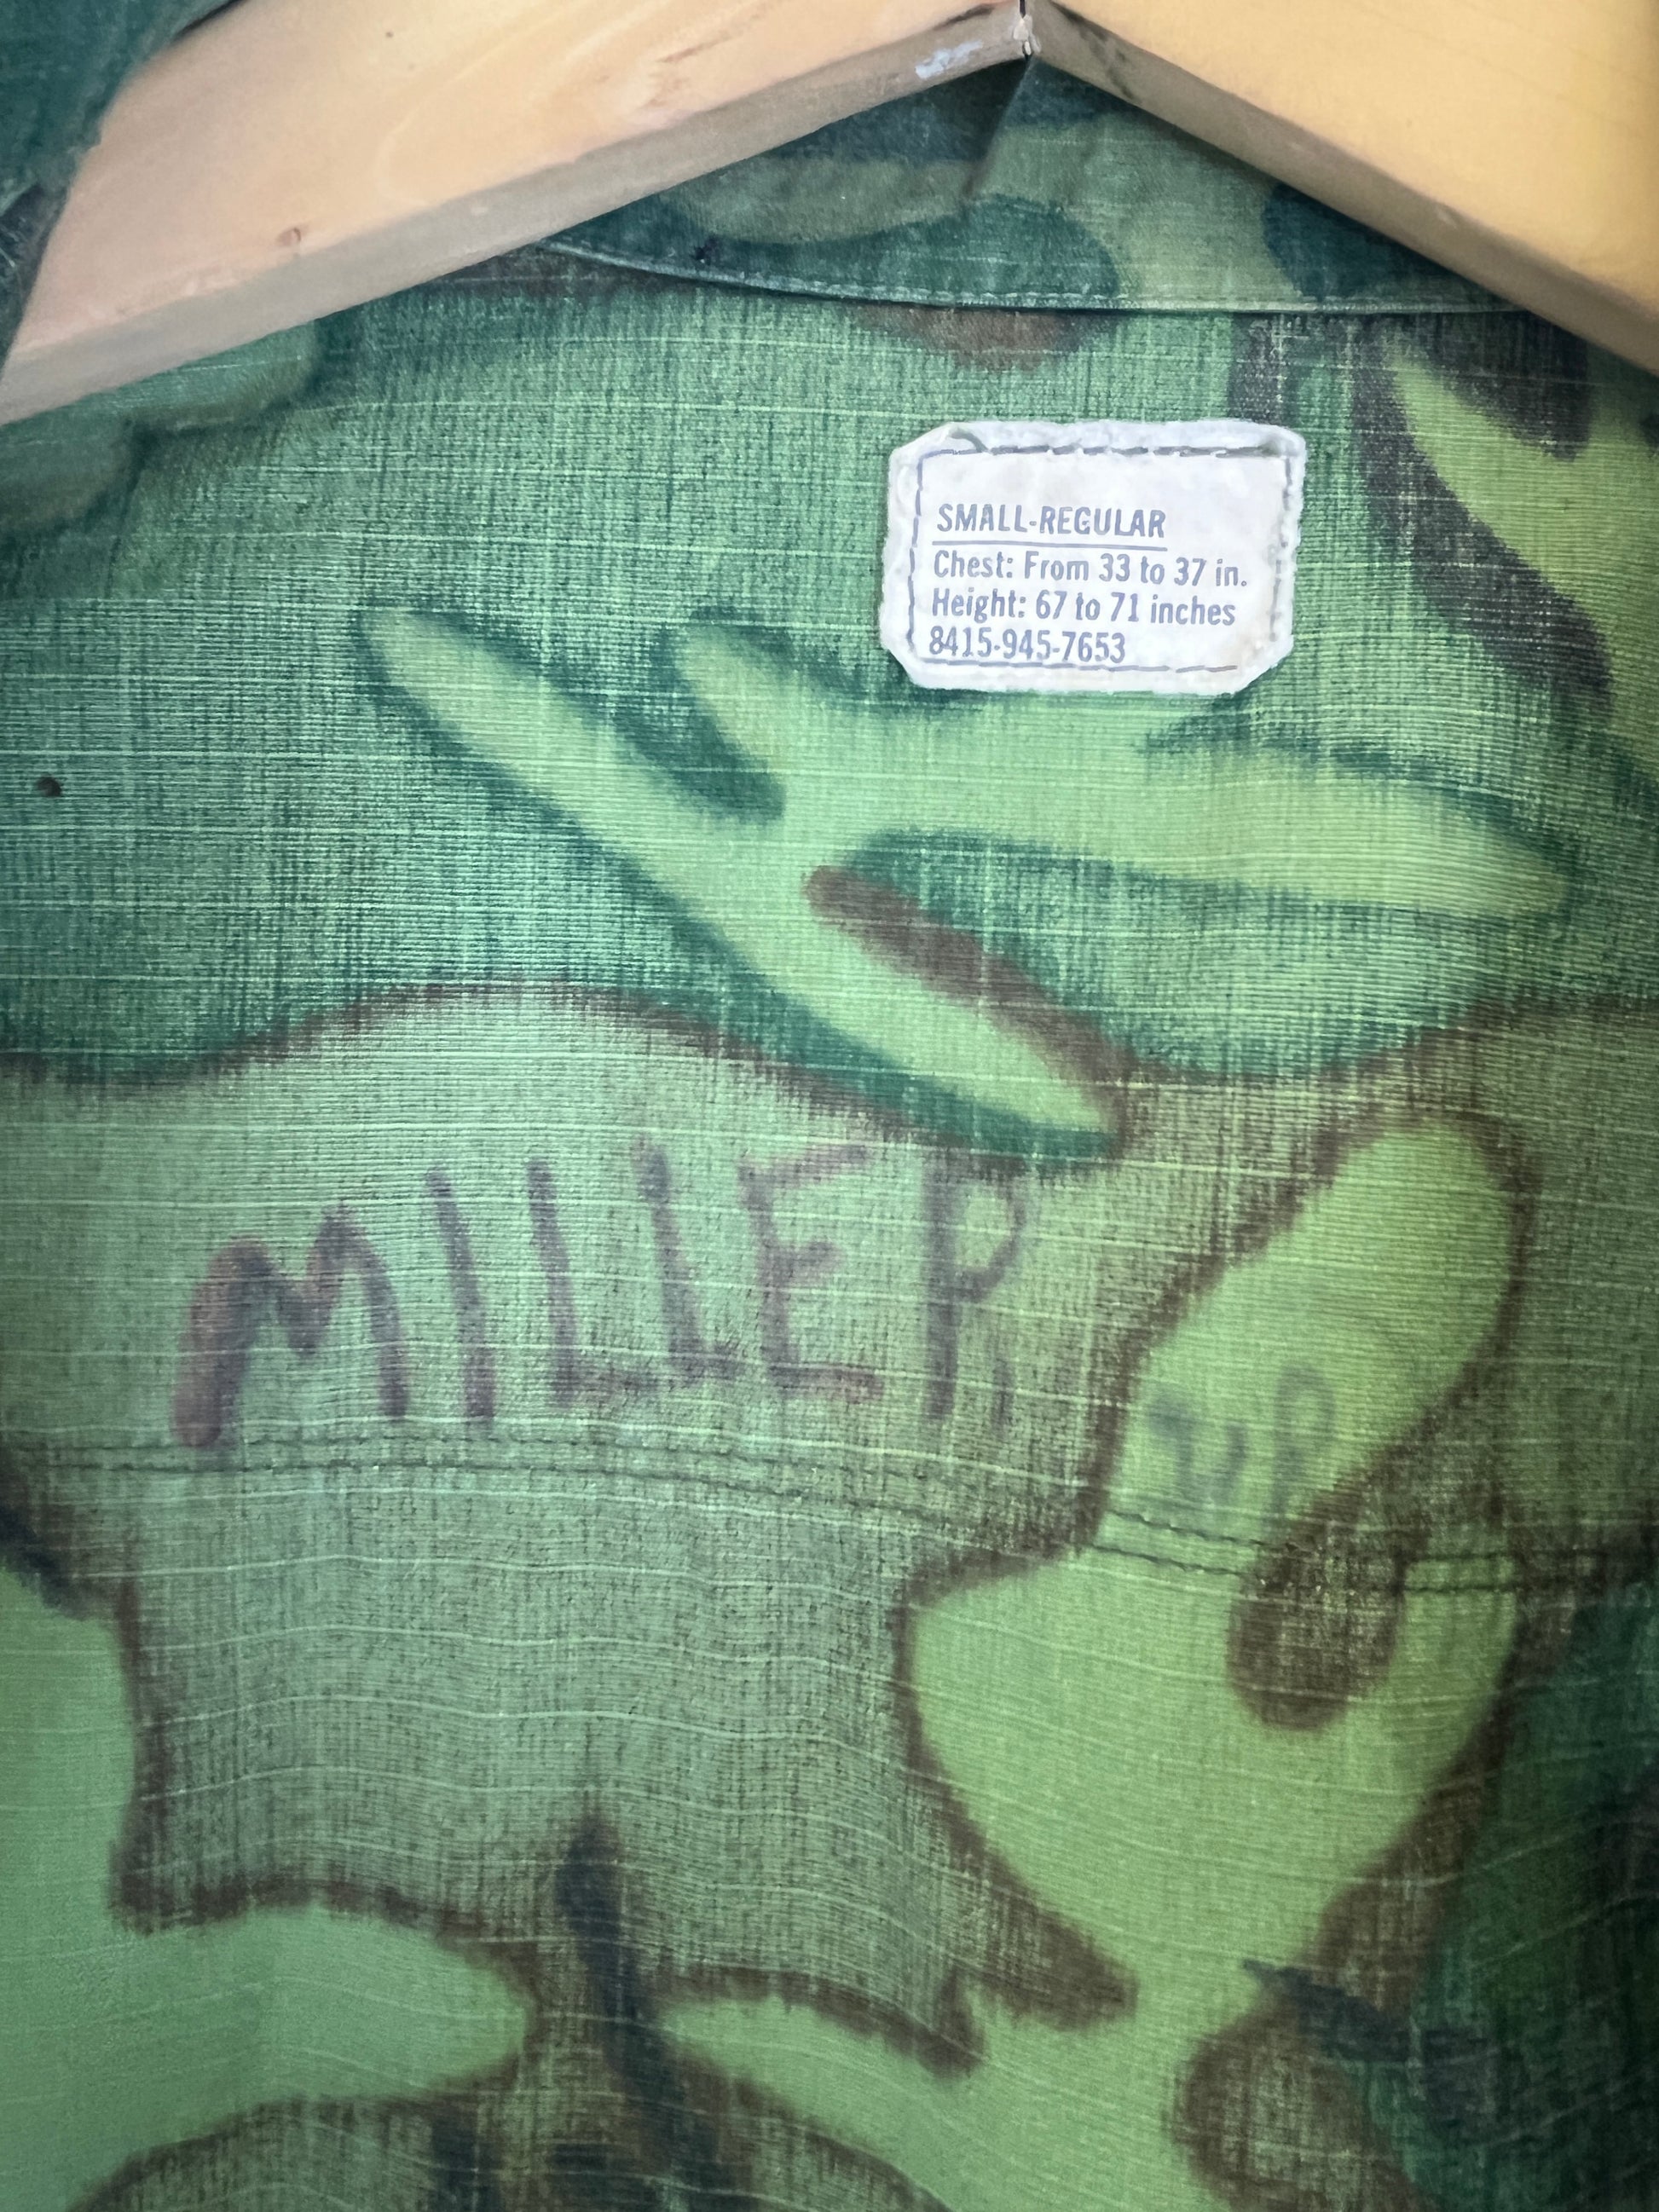 SMALL-REGULAR
Chest: From 33 to 37 in.
Height: 67 to 71 inches
8415-945-7653
MILLER,